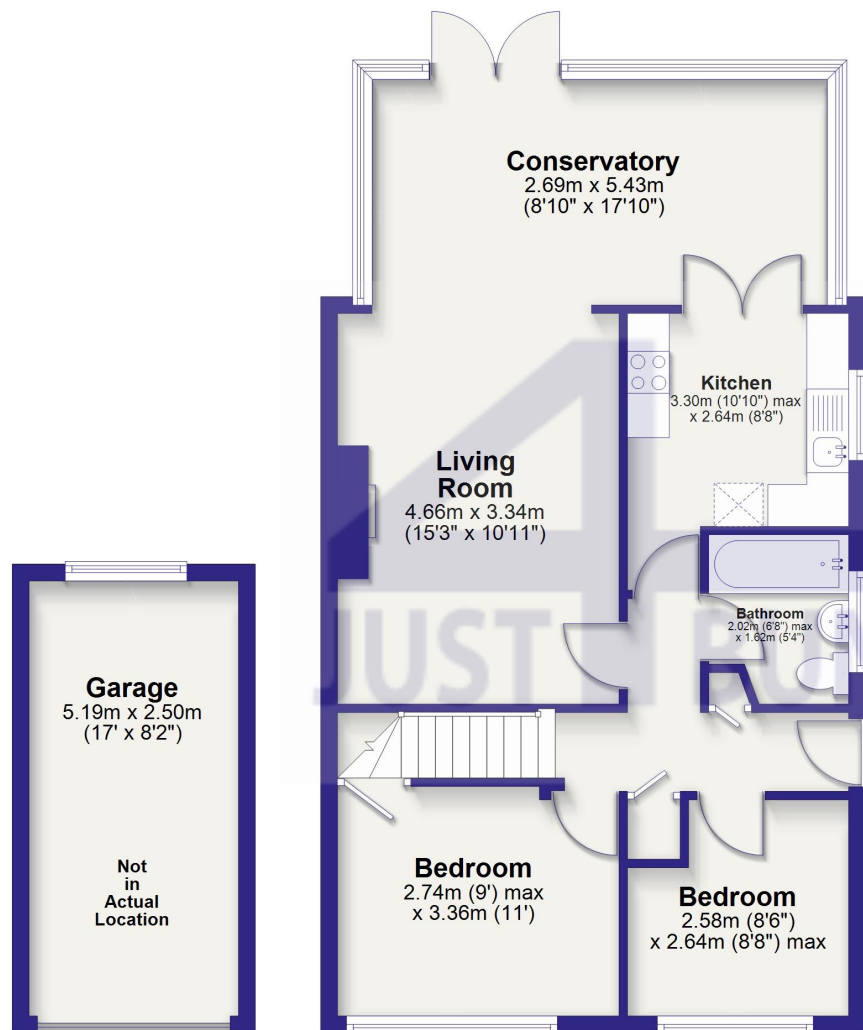 Conservatory
2.69m x 5.43m
(8'10" x 17'10")
Kitchen
3.30m (10'10") max
x 2.64m (8'8")
Living
Room
4.66m x 3.34m
(15'3" x 10'11")
Bathroom
2.02m (6'8") max
x 1.62m (5'4")
Garage
5.19m x 2.50m
(17' x 8'2")
Not
in
Actual
Location
Bedroom
2.74m (9') max
x 3.36m (11')
Bedroom
2.58m (8'6")
x 2.64m (8'8") max
4
JUST BU